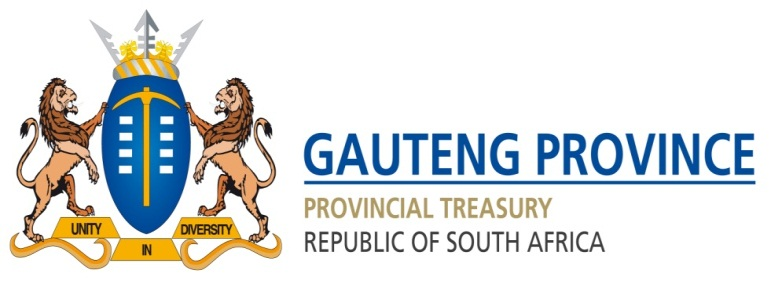 UNITY
IN
DIVERSITY
GAUTENG PROVINCE
PROVINCIAL TREASURY
REPUBLIC OF SOUTH AFRICA